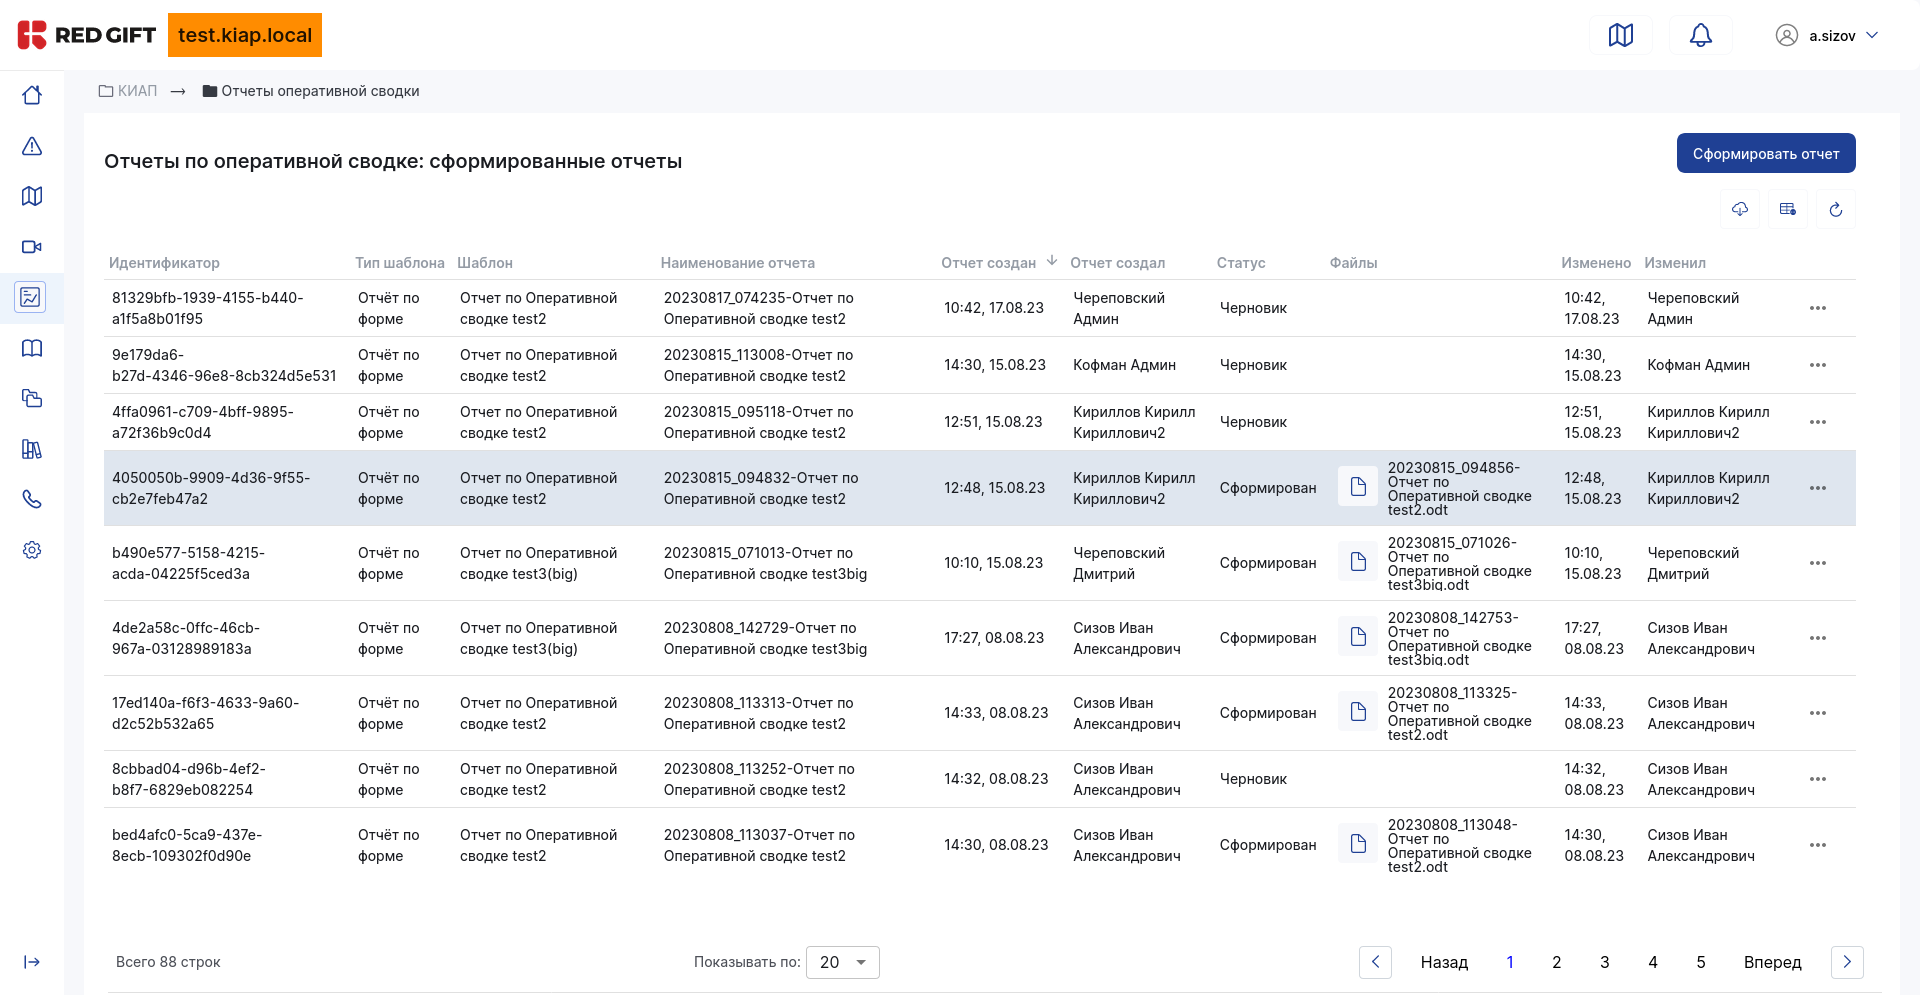 RED GIFT
test.kiap.local
a.sizov
КИАП → Отчеты оперативной сводки
Отчеты по оперативной сводке: сформированные отчеты
Сформировать отчет
Идентификатор Тип шаблона Шаблон Наименование отчета Отчет создан Отчет создал Статус Файлы Изменено Изменил
81329bfb-1939-4155-b440- Отчёт по Отчет по Оперативной 20230817_074235-Отчет по 10:42, Череповский
a1f5a8b01f95 форме сводке test2 Оперативной сводке test2 10:42, 17.08.23 Череповский Админ Черновик 17.08.23 Админ
9e179da6- Отчёт по Отчет по Оперативной 20230815_113008-Отчет по 14:30,
b27d-4346-96e8-8cb324d5e531 форме сводке test2 Оперативной сводке test2 14:30, 15.08.23 Кофман Админ Черновик 15.08.23 Кофман Админ
4ffa0961-c709-4bff-9895- Отчёт по Отчет по Оперативной 20230815_095118-Отчет по Кириллов Кирилл 12:51, Кириллов Кирилл
a72f36b9c0d4 форме сводке test2 Оперативной сводке test2 12:51, 15.08.23 Кириллович2 Черновик 15.08.23 Кириллович2
4050050b-9909-4d36-9f55- Отчёт по Отчет по Оперативной 20230815_094832-Отчет по Кириллов Кирилл 20230815_094856- Отчет по 12:48, Кириллов Кирилл
cb2e7feb47a2 форме сводке test2 Оперативной сводке test2 12:48, 15.08.23 Кириллович2 Сформирован Оперативной сводке test2.odt 15.08.23 Кириллович2
b490e577-5158-4215- Отчёт по Отчет по Оперативной 20230815_071013-Отчет по Череповский 20230815_071026- Отчет по 10:10, Череповский
acda-04225f5ced3a форме сводке test3(big) Оперативной сводке test3big 10:10, 15.08.23 Дмитрий Сформирован Оперативной сводке test3big.odt 15.08.23 Дмитрий
4de2a58c-0ffc-46cb- Отчёт по Отчет по Оперативной 20230808_142729-Отчет по Сизов Иван 20230808_142753- Отчет по 17:27, Сизов Иван
967a-03128989183a форме сводке test3(big) Оперативной сводке test3big 17:27, 08.08.23 Александрович Сформирован Оперативной сводке test3big.odt 08.08.23 Александрович
17ed140a-f6f3-4633-9a60- Отчёт по Отчет по Оперативной 20230808_113313-Отчет по Сизов Иван 20230808_113325- Отчет по 14:33, Сизов Иван
d2c52b532a65 форме сводке test2 Оперативной сводке test2 14:33, 08.08.23 Александрович Сформирован Оперативной сводке test2.odt 08.08.23 Александрович
8cbbad04-d96b-4ef2- Отчёт по Отчет по Оперативной 20230808_113252-Отчет по Сизов Иван 14:32, Сизов Иван
b8f7-6829eb082254 форме сводке test2 Оперативной сводке test2 14:32, 08.08.23 Александрович Черновик 08.08.23 Александрович
bed4afc0-5ca9-437e- Отчёт по Отчет по Оперативной 20230808_113037-Отчет по Сизов Иван 20230808_113048- Отчет по 14:30, Сизов Иван
8ecb-109302f0d90e форме сводке test2 Оперативной сводке test2 14:30, 08.08.23 Александрович Сформирован Оперативной сводке test2.odt 08.08.23 Александрович
Всего 88 строк Показывать по: 20 Назад 1 2 3 4 5 Вперед